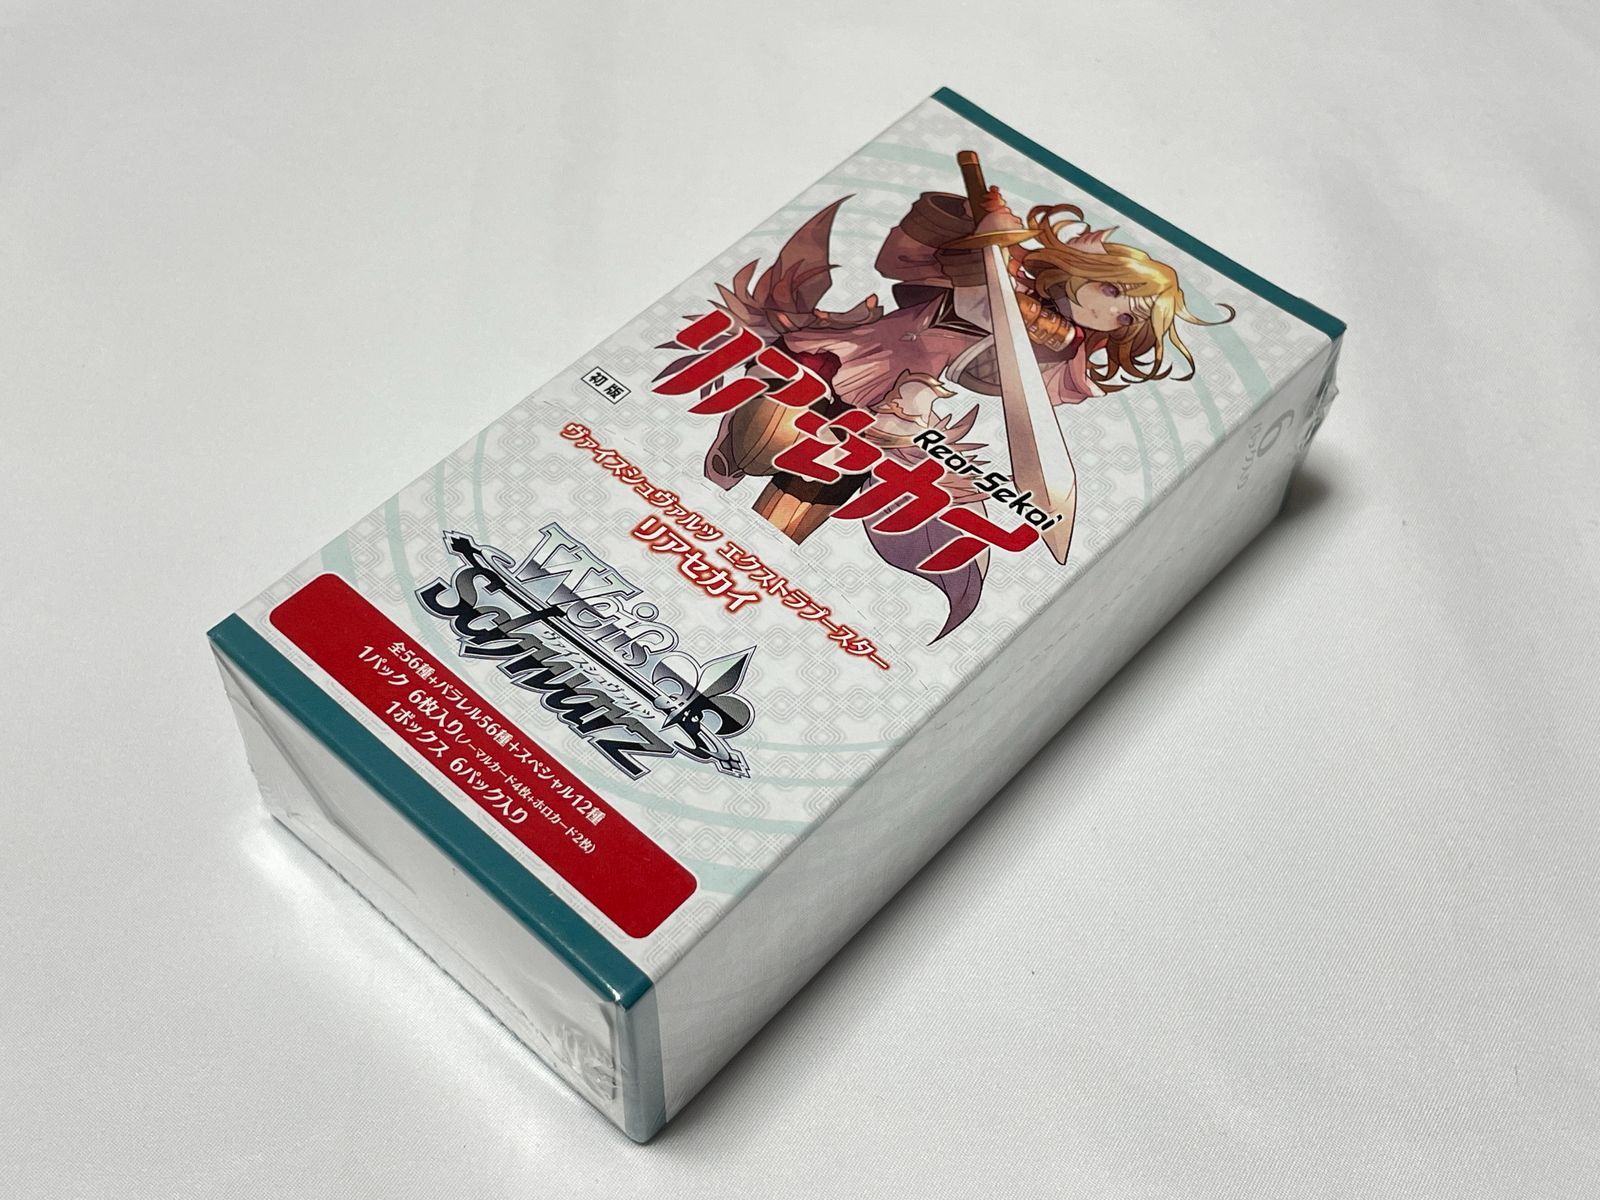 リアセカイ
Rear Sekai
初版
ヴァイスシュヴァルツ エクストラブースター
リアセカイ
Weiß
ヴァイスシュヴァルツ
Schwarz
全56種+パラレル56種+スペシャル12種
1パック 6枚入り(ノーマルカード4枚+ホロカード2枚)
1ボックス 6パック入り